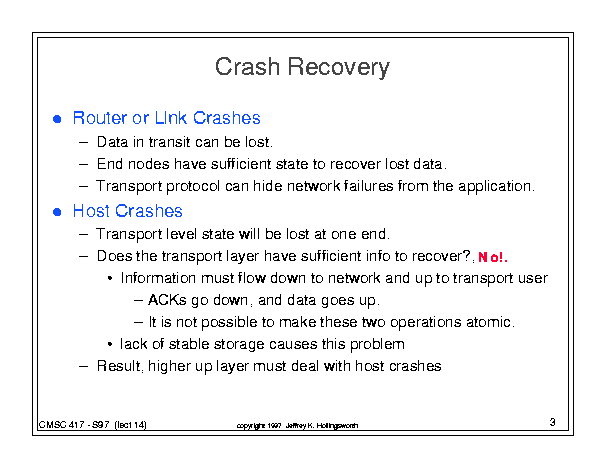 Crash Recovery
● Router or LInk Crashes
– Data in transit can be lost.
– End nodes have sufficient state to recover lost data.
– Transport protocol can hide network failures from the application.
● Host Crashes
– Transport level state will be lost at one end.
– Does the transport layer have sufficient info to recover?, No!.
• Information must flow down to network and up to transport user
– ACKs go down, and data goes up.
– It is not possible to make these two operations atomic.
• lack of stable storage causes this problem
– Result, higher up layer must deal with host crashes
CMSC 417 - S97 (lect 14)
copyright 1997 Jeffrey K. Hollingsworth
3